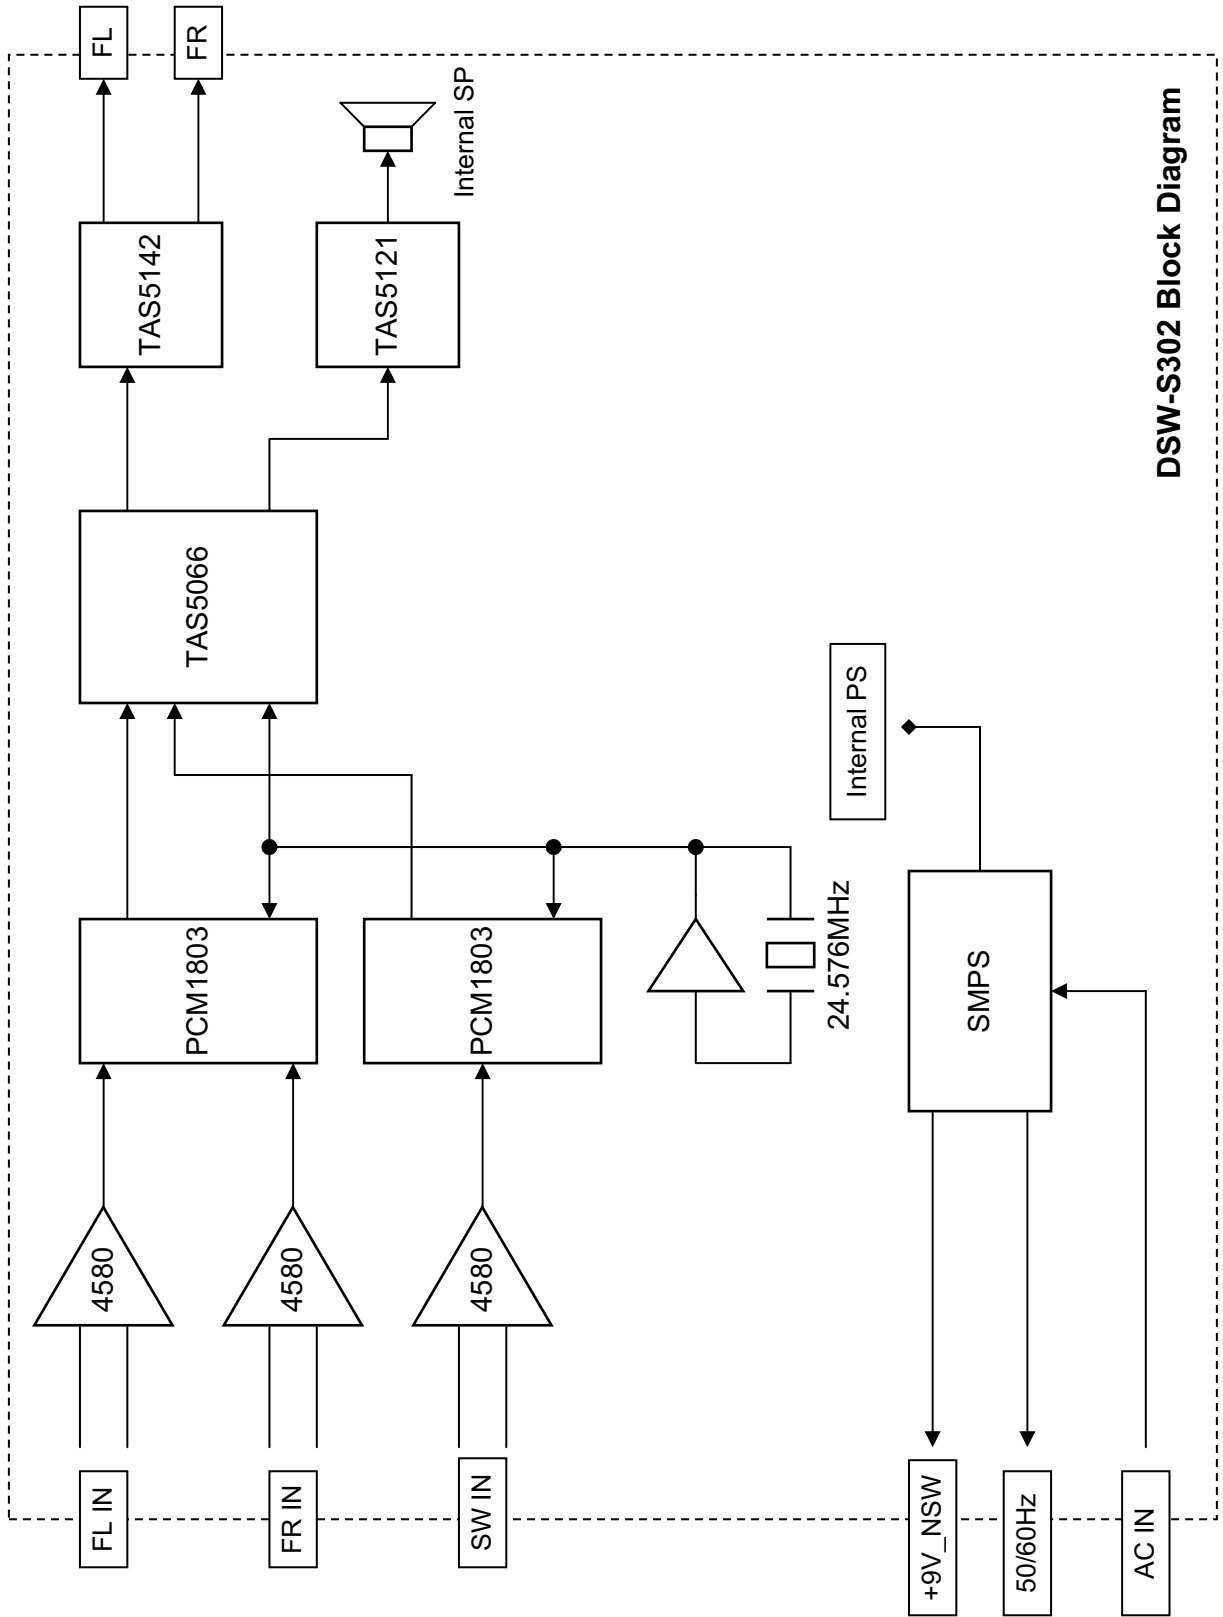 FL IN
4580
PCM1803
TAS5066
TAS5142
FL
FR
FR IN
4580
TAS5121
Internal SP
SW IN
4580
PCM1803
24.576MHz
Internal PS
+9V_NSW
SMPS
50/60Hz
AC IN
DSW-S302 Block Diagram